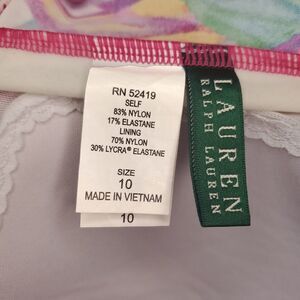 RN 52419
SELF
83% NYLON
17% ELASTANE
LINING
70% NYLON
30% LYCRA® ELASTANE
SIZE
10
MADE IN VIETNAM
10
LAUREN
RALPH LAUREN